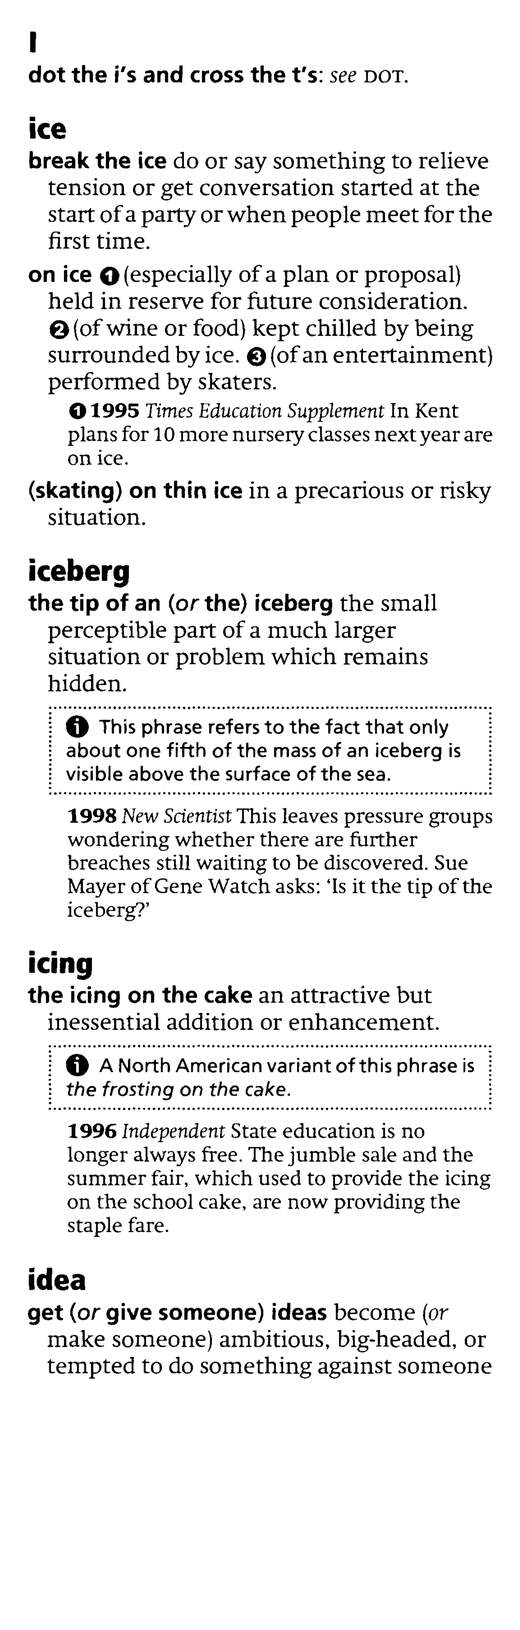 I
dot the i's and cross the t's: see DOT.
ice
break the ice do or say something to relieve
tension or get conversation started at the
start of a party or when people meet for the
first time.
on ice ❶ (especially of a plan or proposal)
held in reserve for future consideration.
❷ (of wine or food) kept chilled by being
surrounded by ice. ❸ (of an entertainment)
performed by skaters.
❶ 1995 Times Education Supplement In Kent
plans for 10 more nursery classes next year are
on ice.
(skating) on thin ice in a precarious or risky
situation.
iceberg
the tip of an (or the) iceberg the small
perceptible part of a much larger
situation or problem which remains
hidden.
This phrase refers to the fact that only
about one fifth of the mass of an iceberg is
visible above the surface of the sea.
1998 New Scientist This leaves pressure groups
wondering whether there are further
breaches still waiting to be discovered. Sue
Mayer of Gene Watch asks: ‘Is it the tip of the
iceberg?’
icing
the icing on the cake an attractive but
inessential addition or enhancement.
A North American variant of this phrase is
the frosting on the cake.
1996 Independent State education is no
longer always free. The jumble sale and the
summer fair, which used to provide the icing
on the school cake, are now providing the
staple fare.
idea
get (or give someone) ideas become (or
make someone) ambitious, big-headed, or
tempted to do something against someone